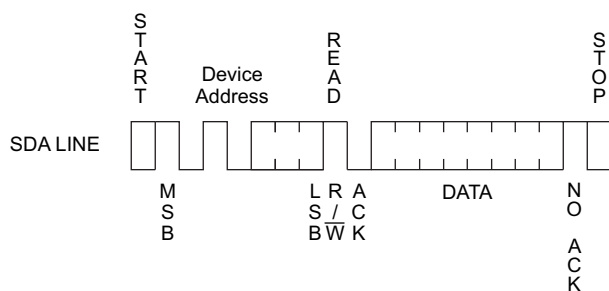 START
Device
Address
READ
STOP
SDA LINE
MSB
LSB
R/W
ACK
DATA
NO ACK